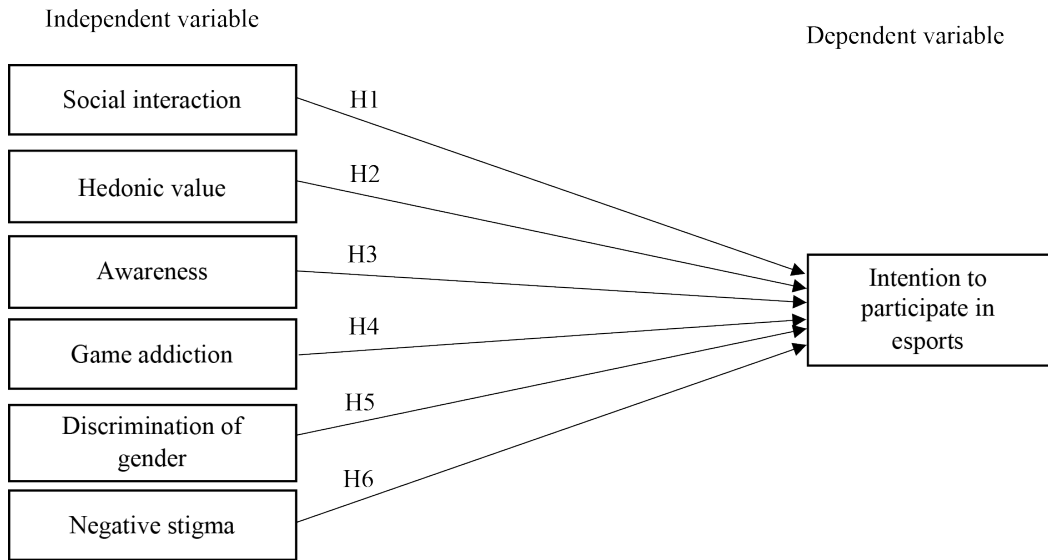 Independent variable
Dependent variable
Social interaction
H1
Hedonic value
H2
Awareness
H3
Game addiction
H4
Discrimination of
gender
H5
Negative stigma
H6
Intention to
participate in
esports